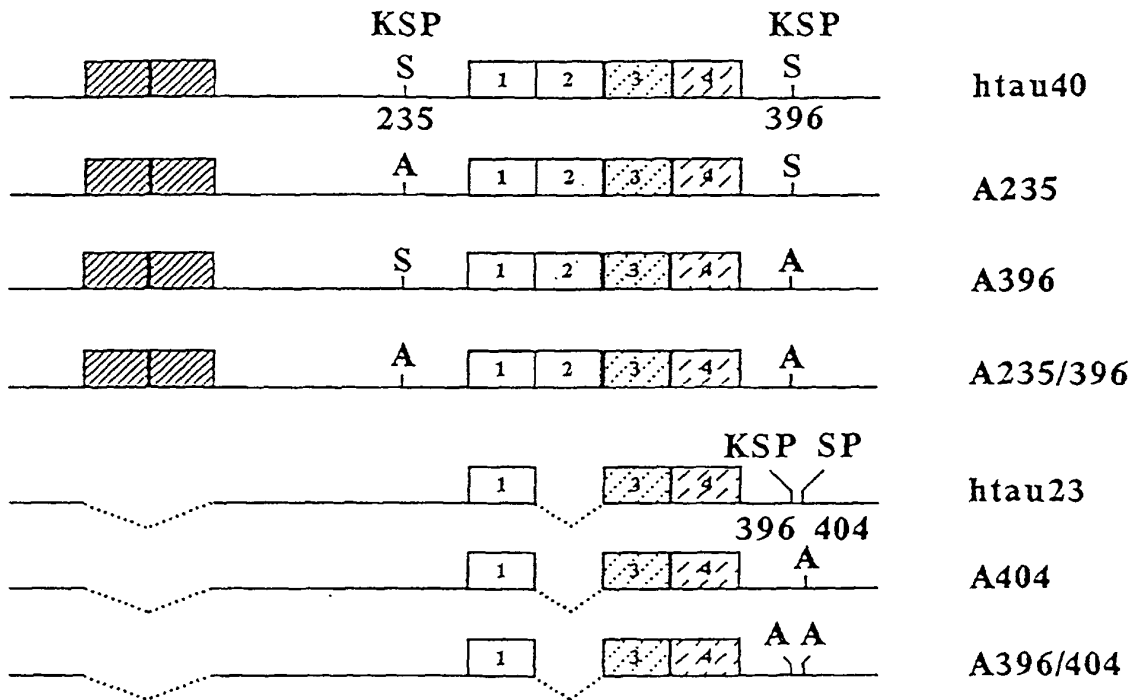 KSP KSP
S 1 2 3 4 S htau40
235 396
A 1 2 3 4 S A235
S 1 2 3 4 A A396
A 1 2 3 4 A A235/396
KSP SP
1 3 4 htau23
396 404
A
1 3 4 A404
A A
1 3 4 A396/404